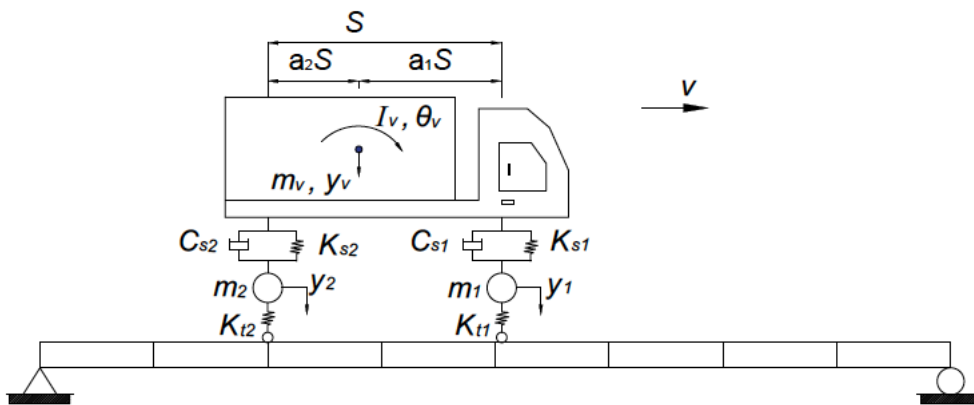 S
a₂S a₁S
v
Iᵥ, θᵥ
mᵥ, yᵥ
Cₛ₂ Kₛ₂ Cₛ₁ Kₛ₁
m₂ y₂ m₁ y₁
Kₜ₂ Kₜ₁